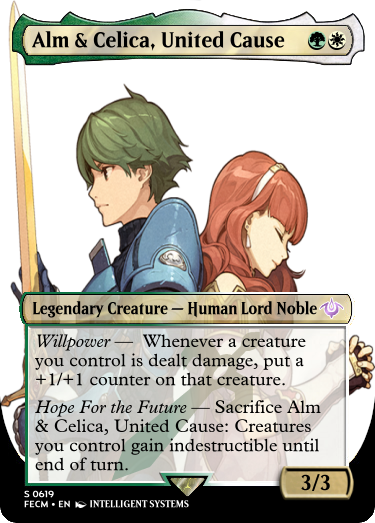 Alm & Celica, United Cause
Legendary Creature — Human Lord Noble
Willpower — Whenever a creature
you control is dealt damage, put a
+1/+1 counter on that creature.
Hope For the Future — Sacrifice Alm
& Celica, United Cause: Creatures
you control gain indestructible until
end of turn.
3/3
S 0619
FECM • EN INTELLIGENT SYSTEMS